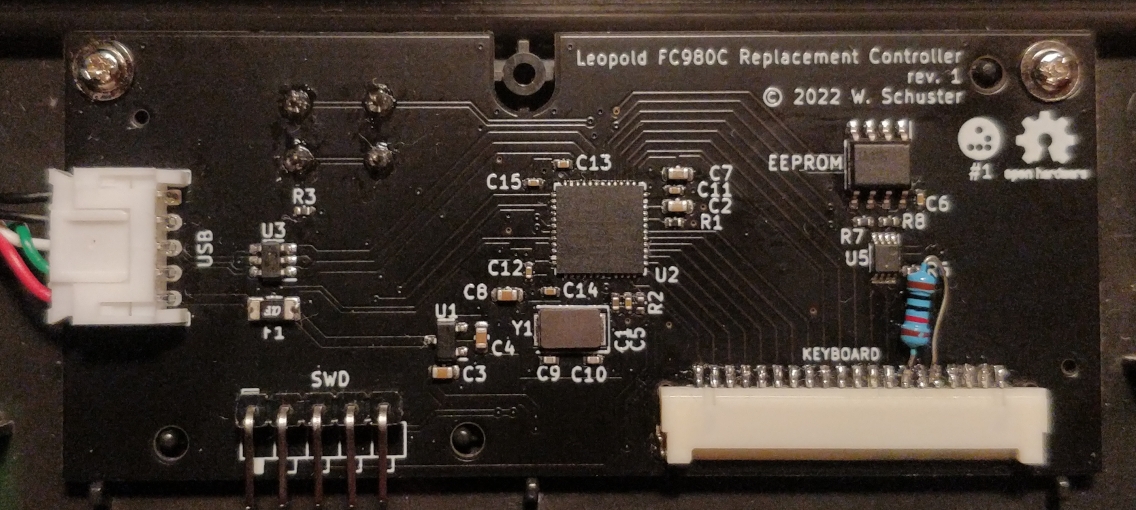 Leopold FC980C Replacement Controller
rev. 1
© 2022 W. Schuster
EEPROM
#1
open hardware
C13
C15
C7
C11
C2
R1
C6
R3
R8
R7
U3
USB
U5
C12
U2
C8
C14
R2
F1
U1
Y1
C1
C5
C4
KEYBOARD
C3
C9
C10
SWD